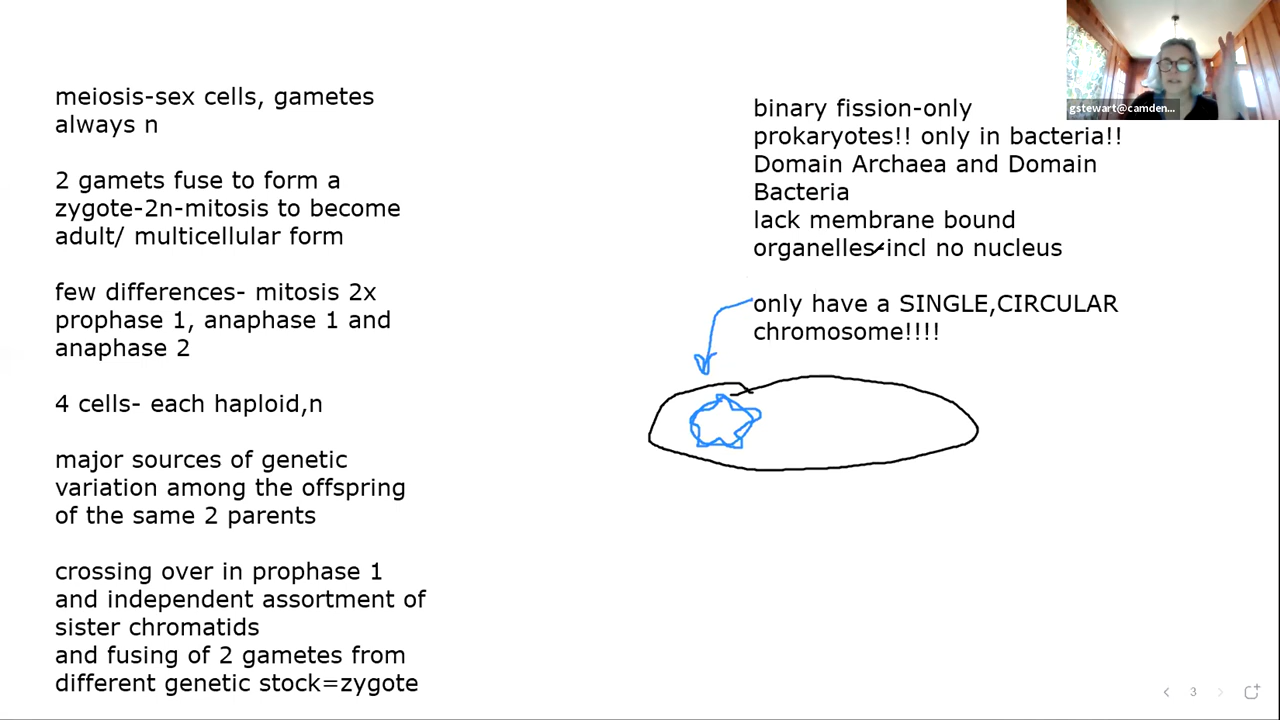 meiosis-sex cells, gametes
always n
2 gamets fuse to form a
zygote-2n-mitosis to become
adult/ multicellular form
few differences- mitosis 2x
prophase 1, anaphase 1 and
anaphase 2
4 cells- each haploid,n
major sources of genetic
variation among the offspring
of the same 2 parents
crossing over in prophase 1
and independent assortment of
sister chromatids
and fusing of 2 gametes from
different genetic stock=zygote
binary fission-only
prokaryotes!! only in bacteria!!
Domain Archaea and Domain
Bacteria
lack membrane bound
organelles-incl no nucleus
only have a SINGLE,CIRCULAR
chromosome!!!!
gstewart@camden...
3